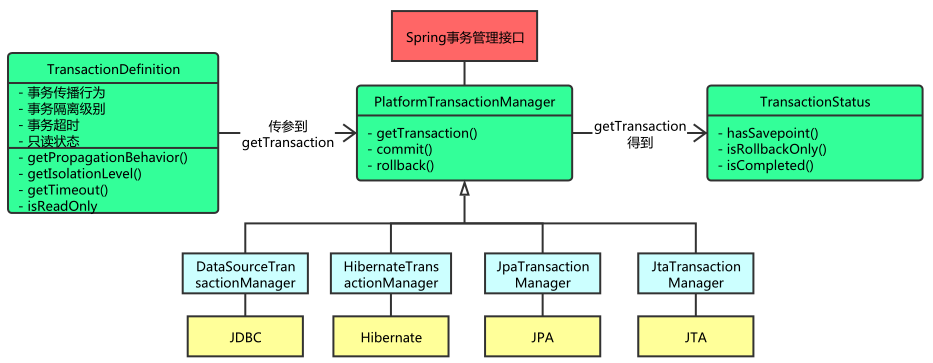 Spring事务管理接口
TransactionDefinition
- 事务传播行为
- 事务隔离级别
- 事务超时
- 只读状态
- getPropagationBehavior()
- getIsolationLevel()
- getTimeout()
- isReadOnly
传参到
getTransaction
PlatformTransactionManager
- getTransaction()
- commit()
- rollback()
getTransaction
得到
TransactionStatus
- hasSavepoint()
- isRollbackOnly()
- isCompleted()
DataSourceTran
sactionManager
HibernateTrans
actionManager
JpaTransaction
Manager
JtaTransaction
Manager
JDBC
Hibernate
JPA
JTA